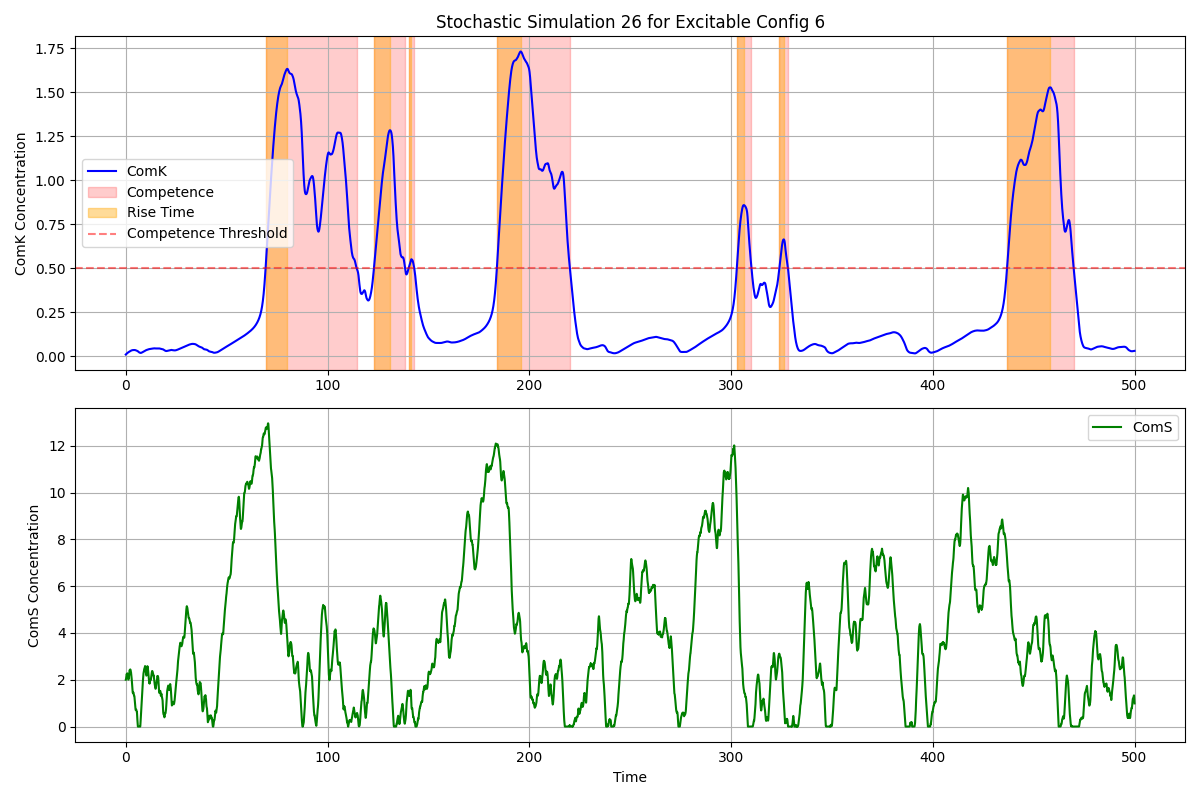 Stochastic Simulation 26 for Excitable Config 6
ComK Concentration
1.75
1.50
1.25
1.00
0.75
0.50
0.25
0.00
ComK
Competence
Rise Time
Competence Threshold
0 100 200 300 400 500
ComS Concentration
12
10
8
6
4
2
0
ComS
0 100 200 300 400 500
Time